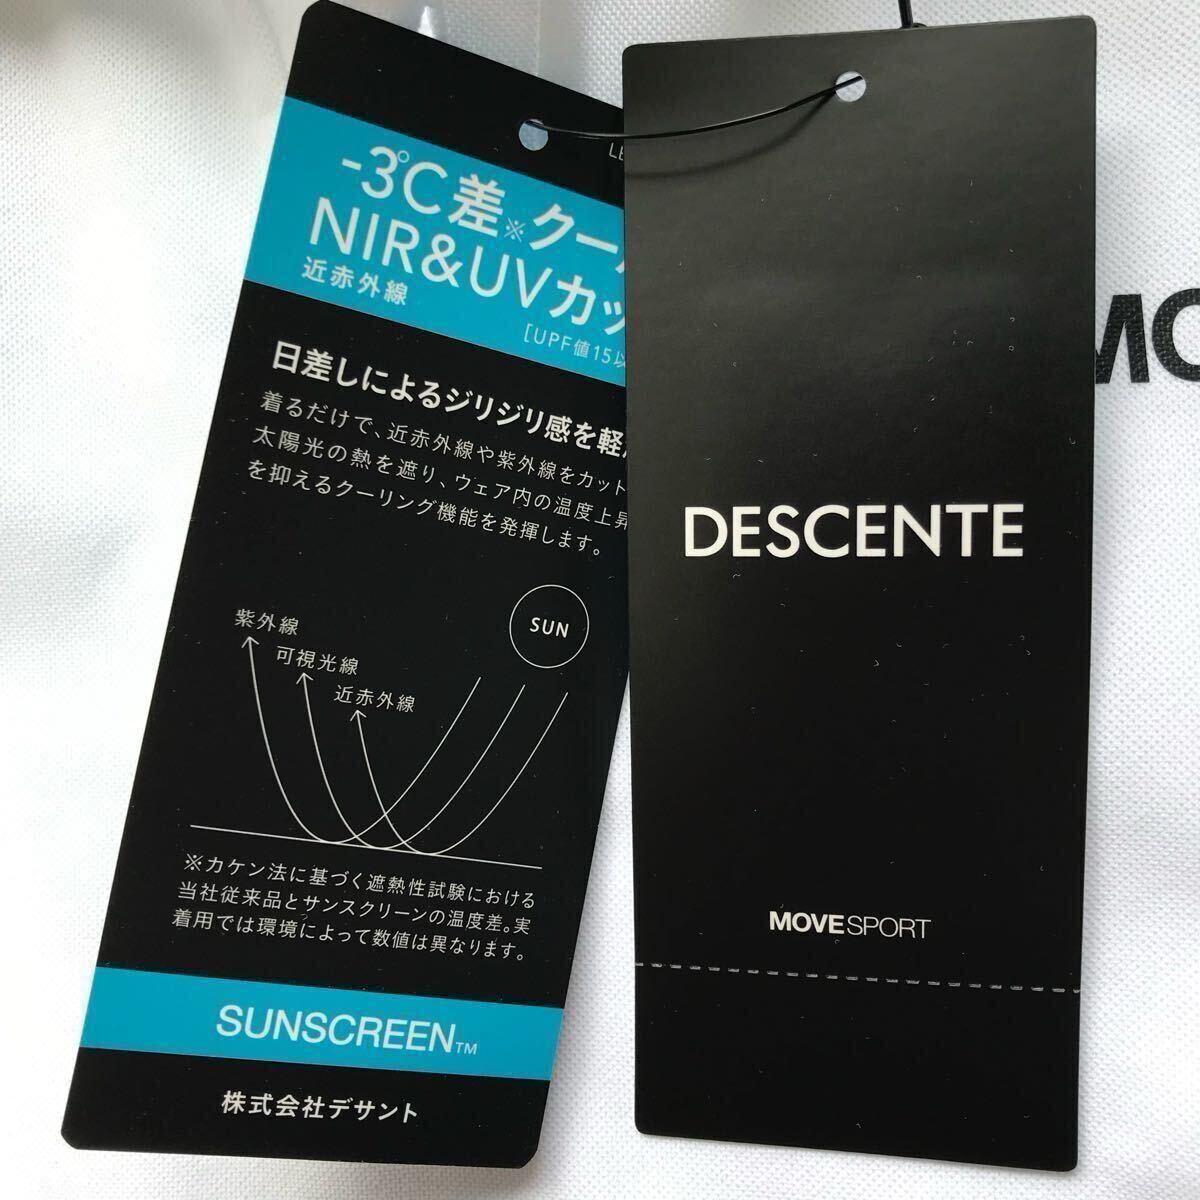 -3℃差※クー
NIR&UVカッ
近赤外線
[UPF値15以
日差しによるジリジリ感を軽
着るだけで、近赤外線や紫外線をカット
太陽光の熱を遮り、ウェア内の温度上昇
を抑えるクーリング機能を発揮します。
SUN
紫外線
可視光線
近赤外線
※カケン法に基づく遮熱性試験における
当社従来品とサンスクリーンの温度差。実
着用では環境によって数値は異なります。
SUNSCREEN™
株式会社デサント
DESCENTE
MOVESPORT
MO